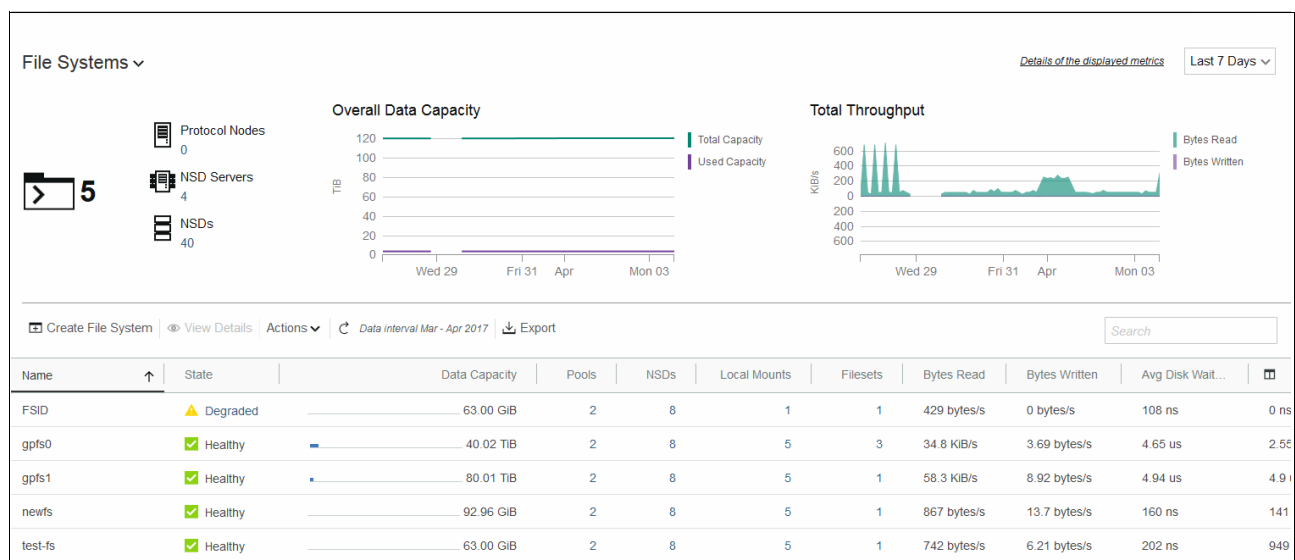 File Systems
Details of the displayed metrics
Last 7 Days
5
Protocol Nodes
0
NSD Servers
4
NSDs
40
Overall Data Capacity
120
100
80
60
40
20
0
TiB
Wed 29 Fri 31 Apr Mon 03
Total Capacity
Used Capacity
Total Throughput
600
400
200
0
200
400
600
KiB/s
Wed 29 Fri 31 Apr Mon 03
Bytes Read
Bytes Written
Create File System View Details Actions Data interval Mar - Apr 2017 Export
Search
Name State Data Capacity Pools NSDs Local Mounts Filesets Bytes Read Bytes Written Avg Disk Wait...
FSID Degraded 63.00 GiB 2 8 1 1 429 bytes/s 0 bytes/s 108 ns 0 ns
gpfs0 Healthy 40.02 TiB 2 8 5 3 34.8 KiB/s 3.69 bytes/s 4.65 us 2.55
gpfs1 Healthy 80.01 TiB 2 8 5 1 58.3 KiB/s 8.92 bytes/s 4.94 us 4.9
newfs Healthy 92.96 GiB 2 8 5 1 867 bytes/s 13.7 bytes/s 160 ns 141
test-fs Healthy 63.00 GiB 2 8 5 1 742 bytes/s 6.21 bytes/s 202 ns 949